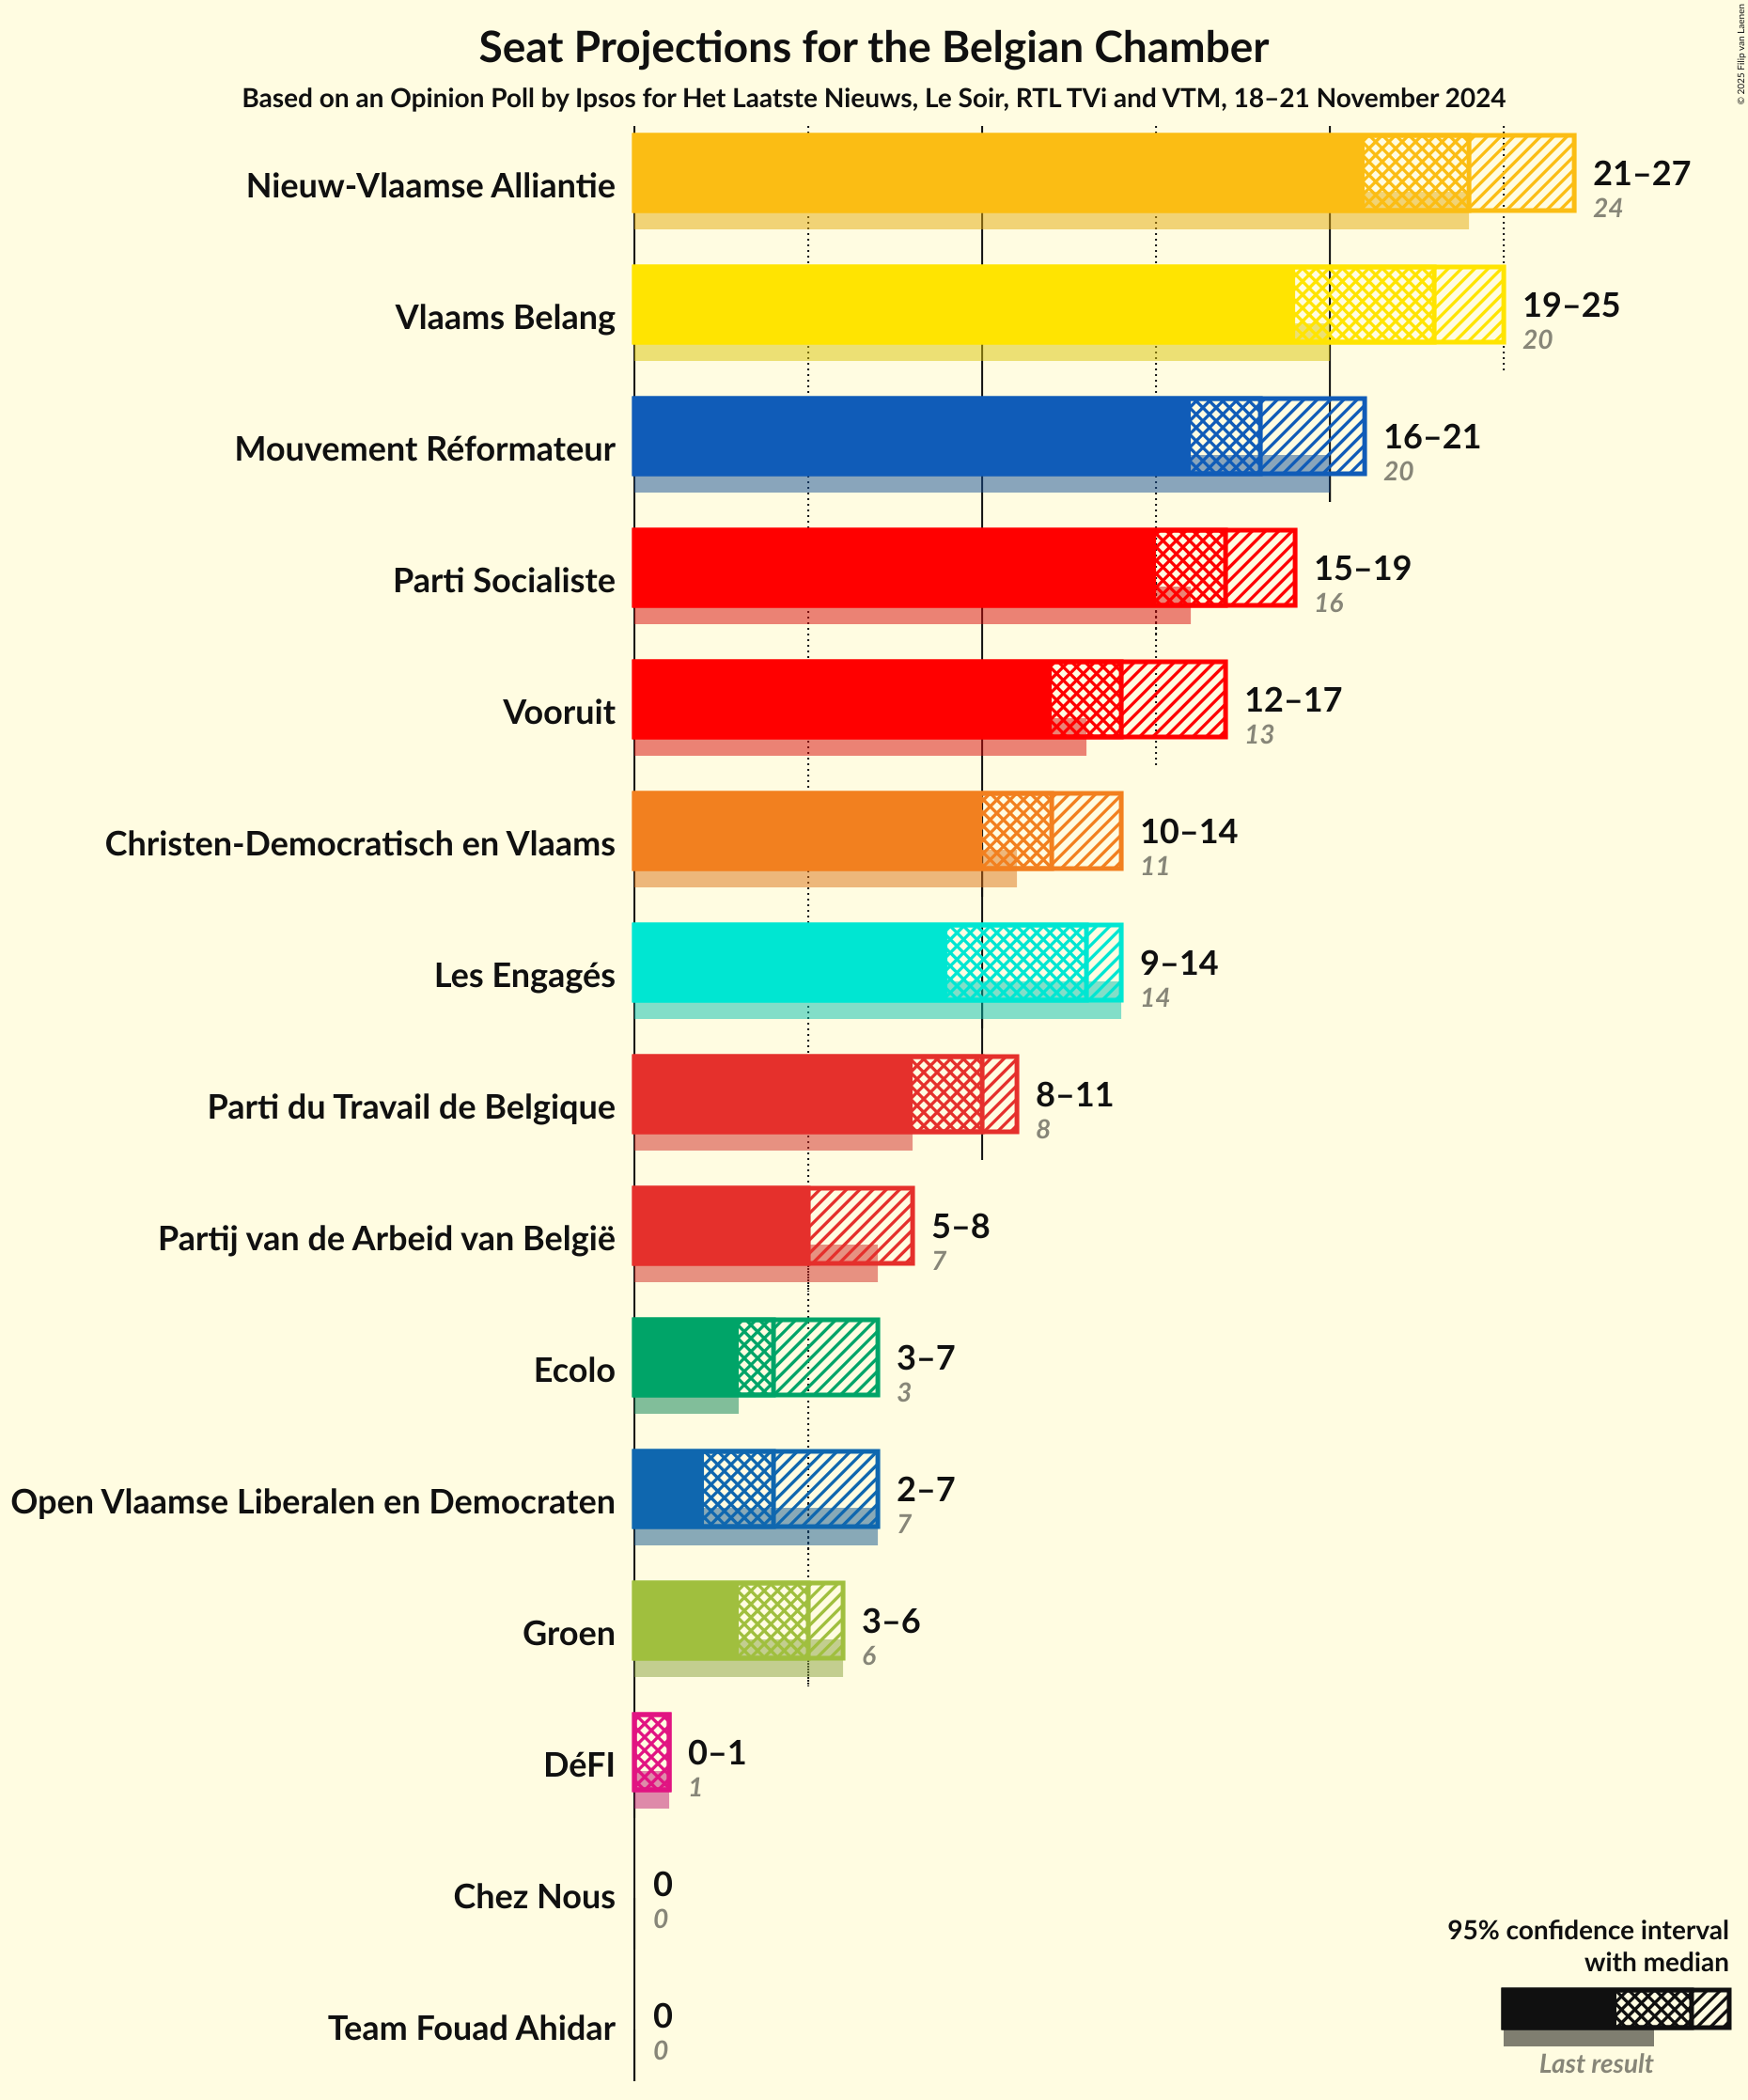 Seat Projections for the Belgian Chamber
Based on an Opinion Poll by Ipsos for Het Laatste Nieuws, Le Soir, RTL TVi and VTM, 18–21 November 2024
© 2025 Filip van Laenen
Nieuw-Vlaamse Alliantie
21–27
24
Vlaams Belang
19–25
20
Mouvement Réformateur
16–21
20
Parti Socialiste
15–19
16
Vooruit
12–17
13
Christen-Democratisch en Vlaams
10–14
11
Les Engagés
9–14
14
Parti du Travail de Belgique
8–11
8
Partij van de Arbeid van België
5–8
7
Ecolo
3–7
3
Open Vlaamse Liberalen en Democraten
2–7
7
Groen
3–6
6
DéFI
0–1
1
Chez Nous
0
0
Team Fouad Ahidar
0
0
95% confidence interval
with median
Last result